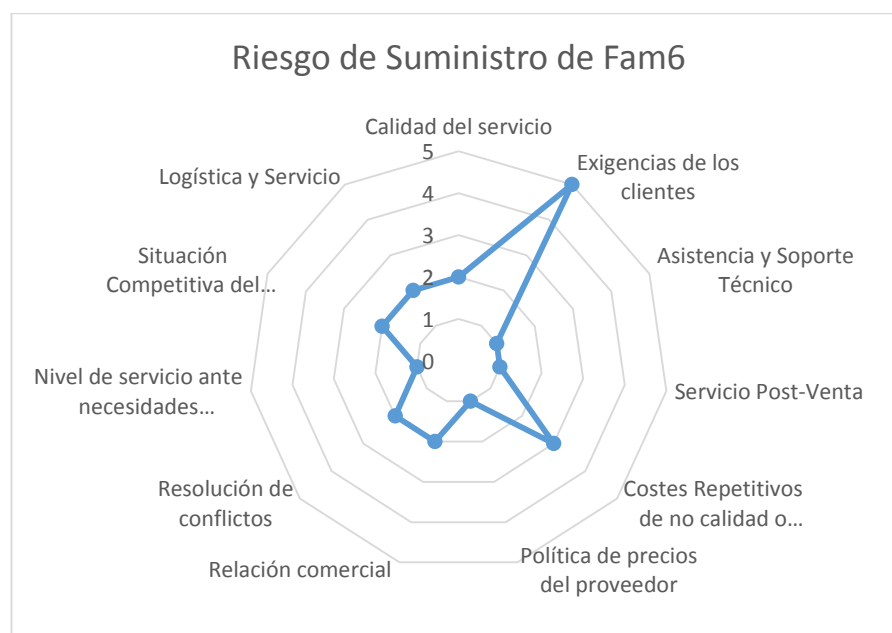 Riesgo de Suministro de Fam6
Calidad del servicio
Exigencias de los
clientes
Asistencia y Soporte
Técnico
Servicio Post-Venta
Costes Repetitivos
de no calidad o...
Política de precios
del proveedor
Relación comercial
Resolución de
conflictos
Nivel de servicio ante
necesidades...
Situación
Competitiva del...
Logística y Servicio
5
4
3
2
1
0